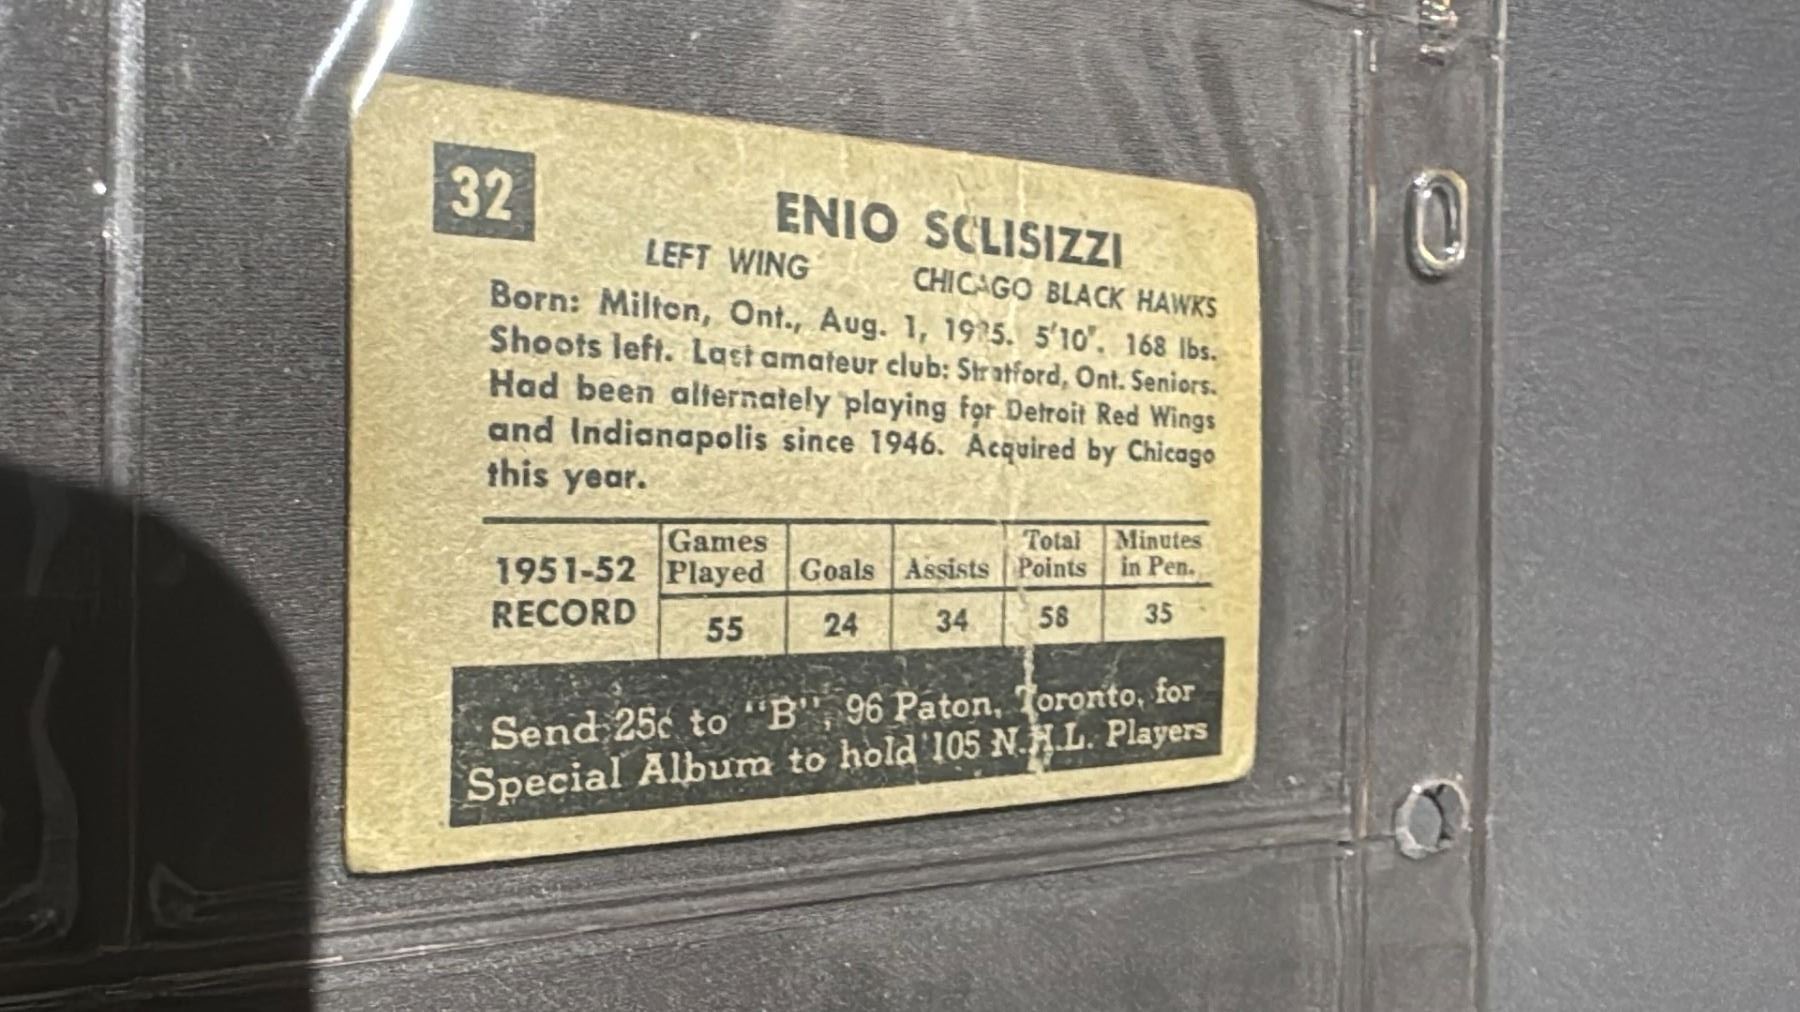 32
ENIO SCLISIZZI
LEFT WING CHICAGO BLACK HAWKS
Born: Milton, Ont., Aug. 1, 5'10". 168 lbs.
Shoots left. Last amateur club: Stratford, Ont. Seniors.
Had been alternately playing for Detroit Red Wings
and Indianapolis since 1946. Acquired by Chicago
this year.
1951-52 RECORD
Games Played Goals Assists Total Points Minutes in Pen.
55 24 34 58 35
Send 25¢ to "B", 96 Paton, Toronto, for
Special Album to hold 105 N.H.L. Players